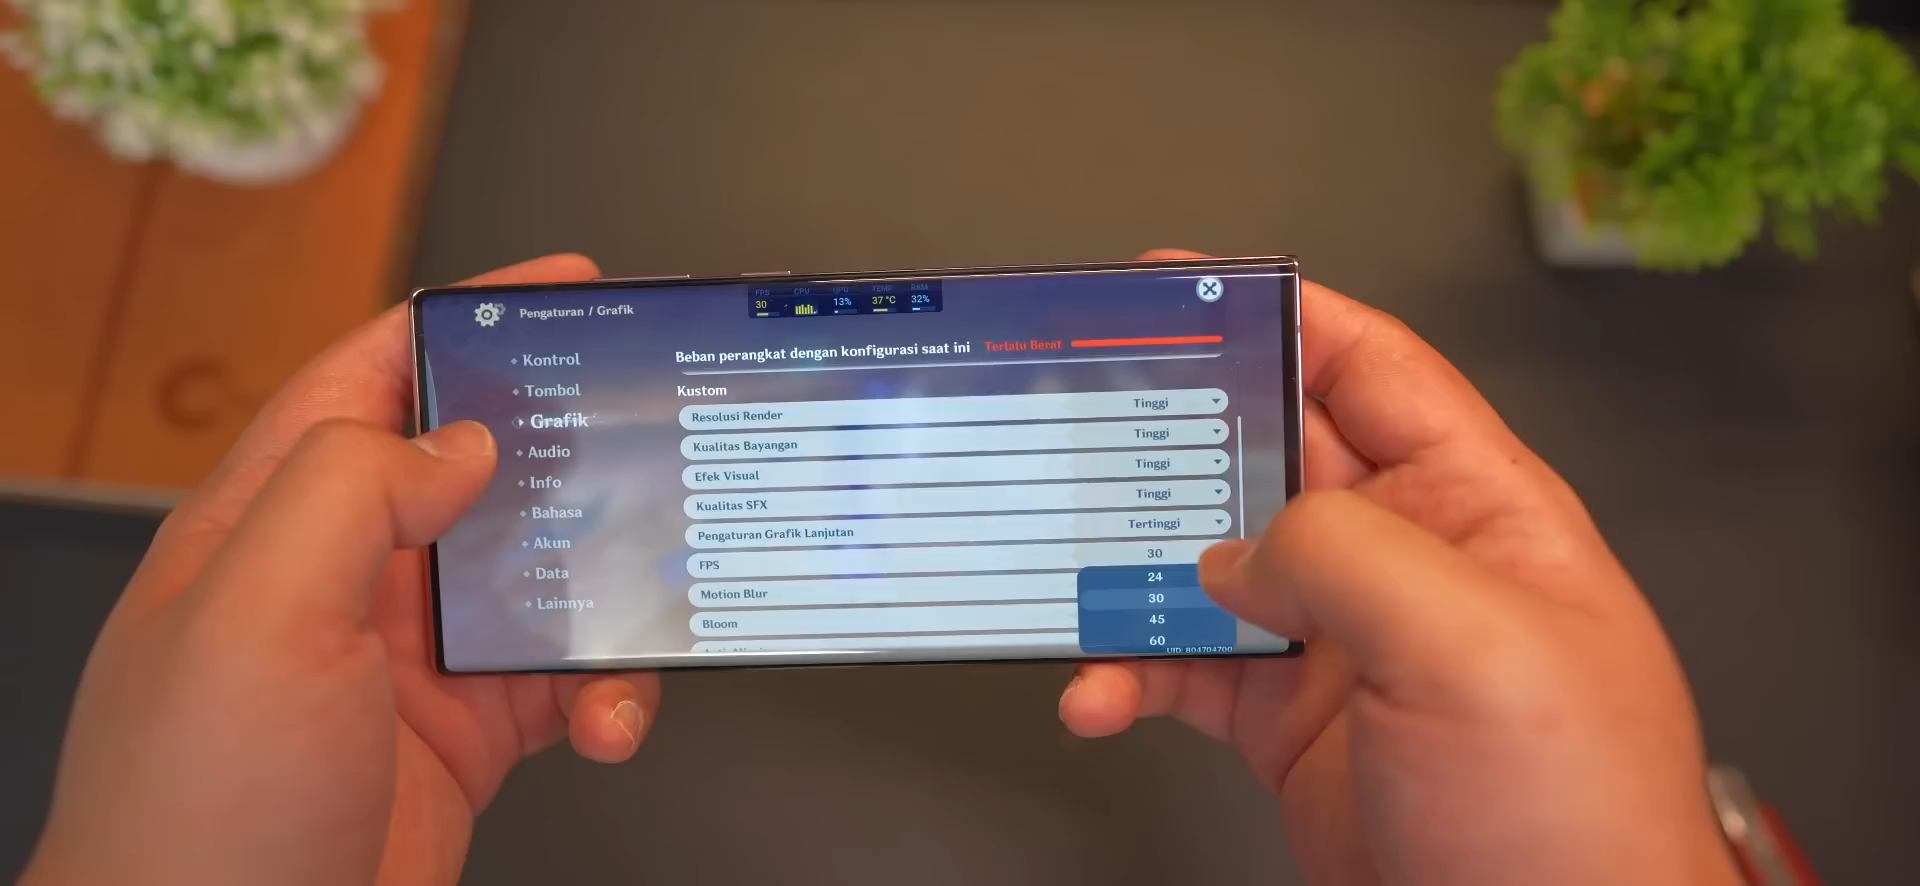 Pengaturan / Grafik
FPS CPU GPU TEMP RAM
30 13% 37 °C 32%
Kontrol
Tombol
Grafik
Audio
Info
Bahasa
Akun
Data
Lainnya
Beban perangkat dengan konfigurasi saat ini Terlalu Berat
Kustom
Resolusi Render Tinggi
Kualitas Bayangan Tinggi
Efek Visual Tinggi
Kualitas SFX Tinggi
Pengaturan Grafik Lanjutan Tertinggi
FPS 30
24
Motion Blur
30
Bloom
45
60
UID: 804704700